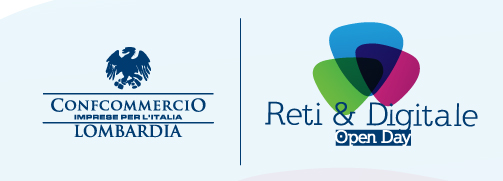 CONFCOMMERCIO
IMPRESE PER L'ITALIA
LOMBARDIA
Reti & Digitale
Open Day